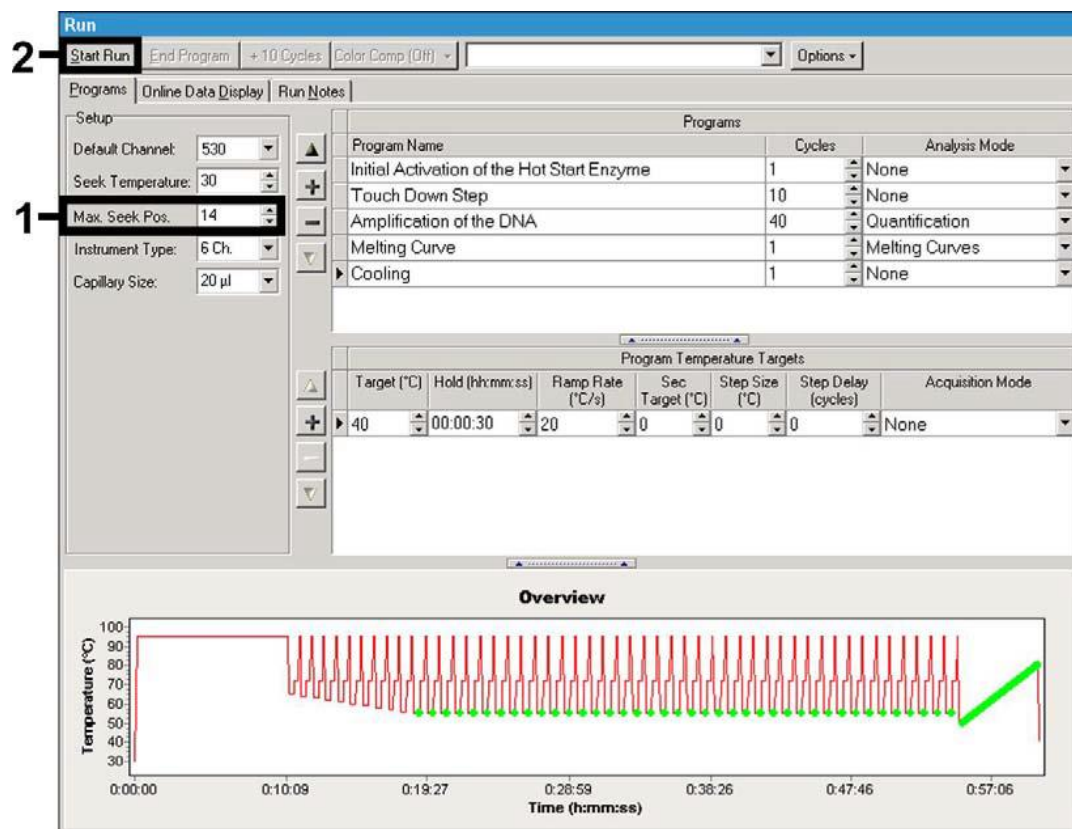 Run
2
Start Run End Program + 10 Cycles Color Comp (Off) Options
Programs Online Data Display Run Notes
Setup
Default Channel: 530
Seek Temperature: 30
1
Max. Seek Pos. 14
Instrument Type: 6 Ch.
Capillary Size: 20 µl
Programs
Program Name Cycles Analysis Mode
Initial Activation of the Hot Start Enzyme 1 None
Touch Down Step 10 None
Amplification of the DNA 40 Quantification
Melting Curve 1 Melting Curves
Cooling 1 None
Program Temperature Targets
Target (°C) Hold (hh:mm:ss) Ramp Rate (°C/s) Sec Target (°C) Step Size (°C) Step Delay (cycles) Acquisition Mode
40 00:00:30 20 0 0 0 None
Overview
Temperature (°C)
100
90
80
70
60
50
40
30
0:00:00 0:10:09 0:19:27 0:28:59 0:38:26 0:47:46 0:57:06
Time (h:mm:ss)